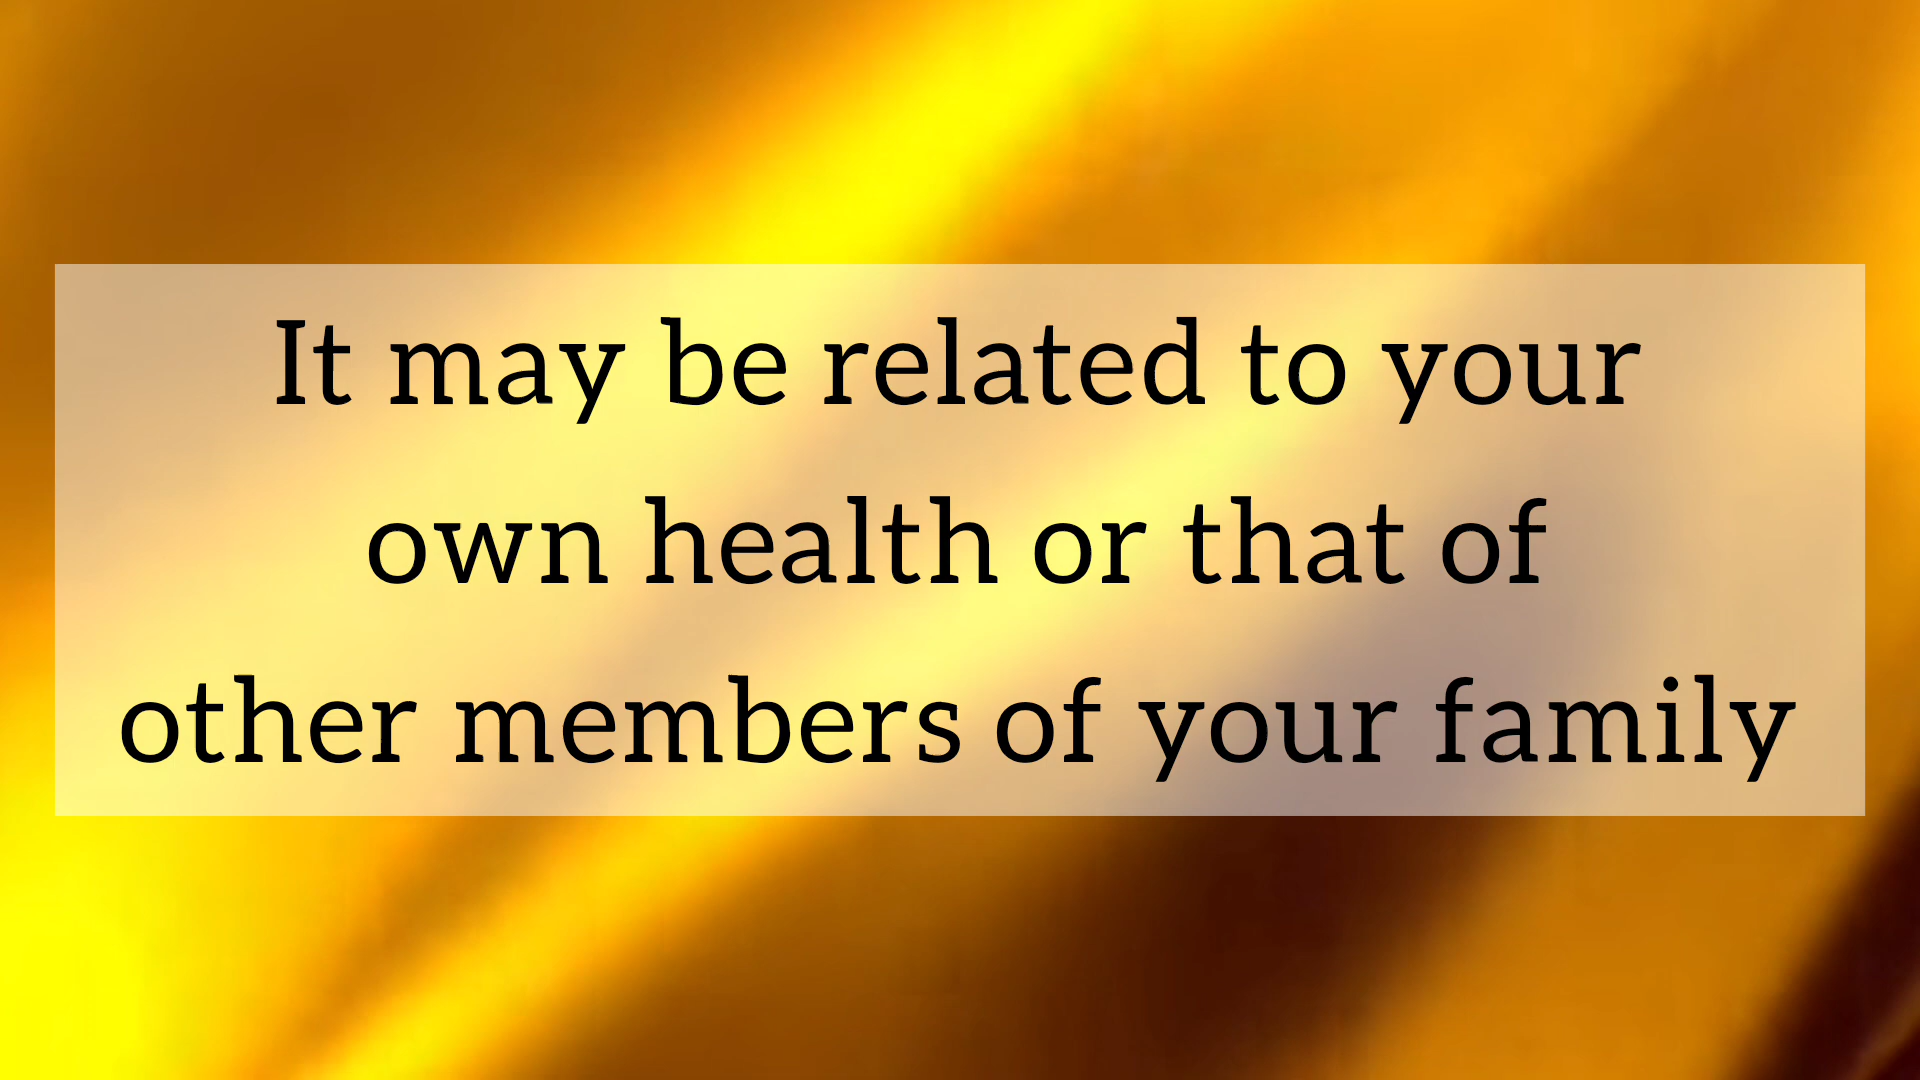 It may be related to your
own health or that of
other members of your family